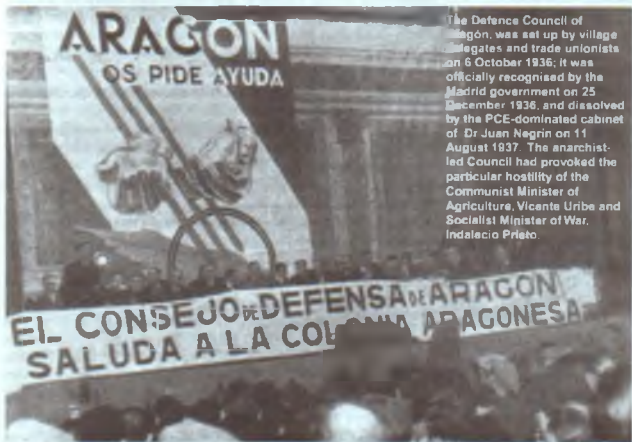 ARAGON
OS PIDE AYUDA
The Defence Council of
Aragón, was set up by village
delegates and trade unionists
on 6 October 1936; it was
officially recognised by the
Madrid government on 25
December 1936, and dissolved
by the PCE-dominated cabinet
of Dr Juan Negrin on 11
August 1937. The anarchist-
led Council had provoked the
particular hostility of the
Communist Minister of
Agriculture, Vicente Uribe and
Socialist Minister of War,
Indalacio Prieto.
EL CONSEJO DE DEFENSA DE ARAGON
SALUDA A LA COLONIA ARAGONESA